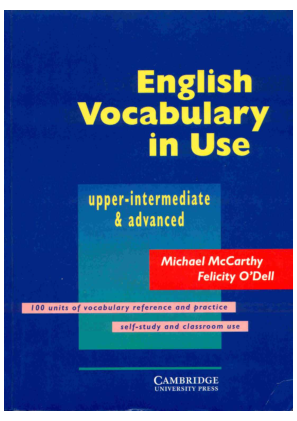 English
Vocabulary
in Use
upper-intermediate
& advanced
Michael McCarthy
Felicity O'Dell
100 units of vocabulary reference and practice
self-study and classroom use
CAMBRIDGE
UNIVERSITY PRESS